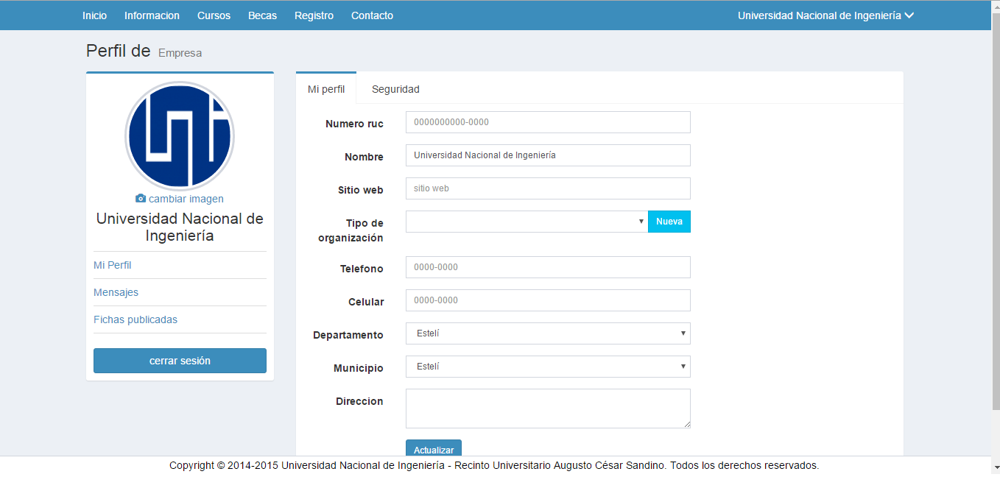 Inicio Informacion Cursos Becas Registro Contacto Universidad Nacional de Ingeniería
Perfil de Empresa
cambiar imagen
Universidad Nacional de
Ingeniería
Mi Perfil
Mensajes
Fichas publicadas
cerrar sesión
Mi perfil Seguridad
Numero ruc 0000000000-0000
Nombre Universidad Nacional de Ingeniería
Sitio web sitio web
Tipo de
organización
Nueva
Telefono 0000-0000
Celular 0000-0000
Departamento Estelí
Municipio Estelí
Direccion
Actualizar
Copyright © 2014-2015 Universidad Nacional de Ingeniería - Recinto Universitario Augusto César Sandino. Todos los derechos reservados.